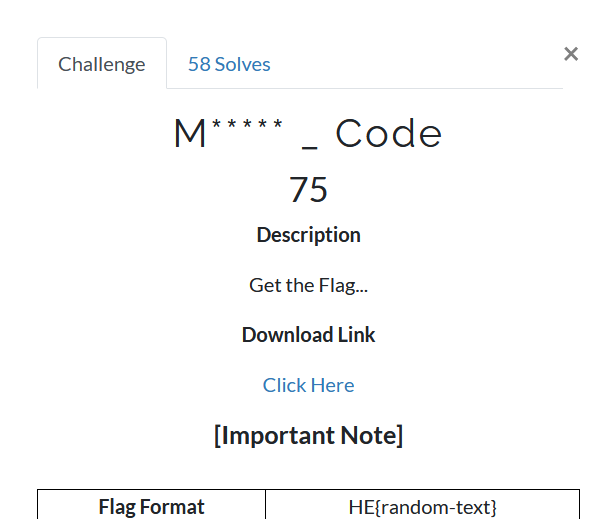 Challenge 58 Solves ×
M***** _ Code
75
Description
Get the Flag...
Download Link
Click Here
[Important Note]
Flag Format HE{random-text}